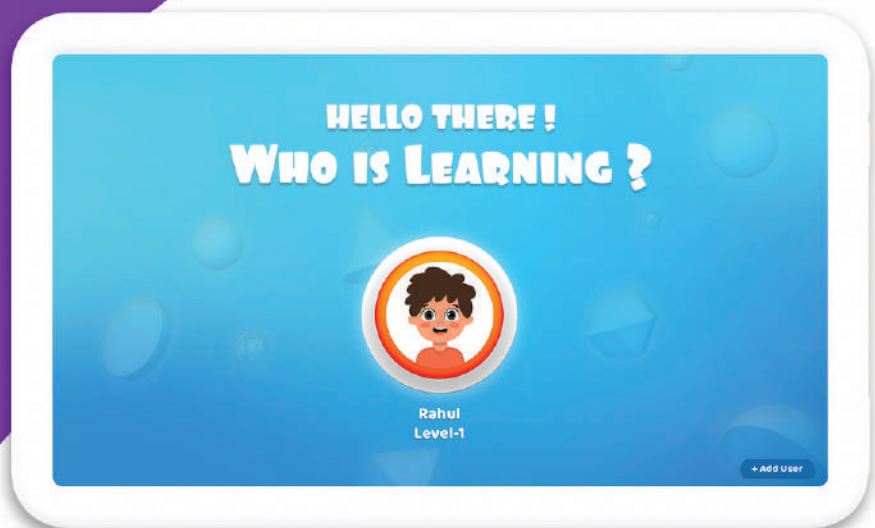 HELLO THERE !
WHO IS LEARNING ?
Rahul
Level-1
+ Add User